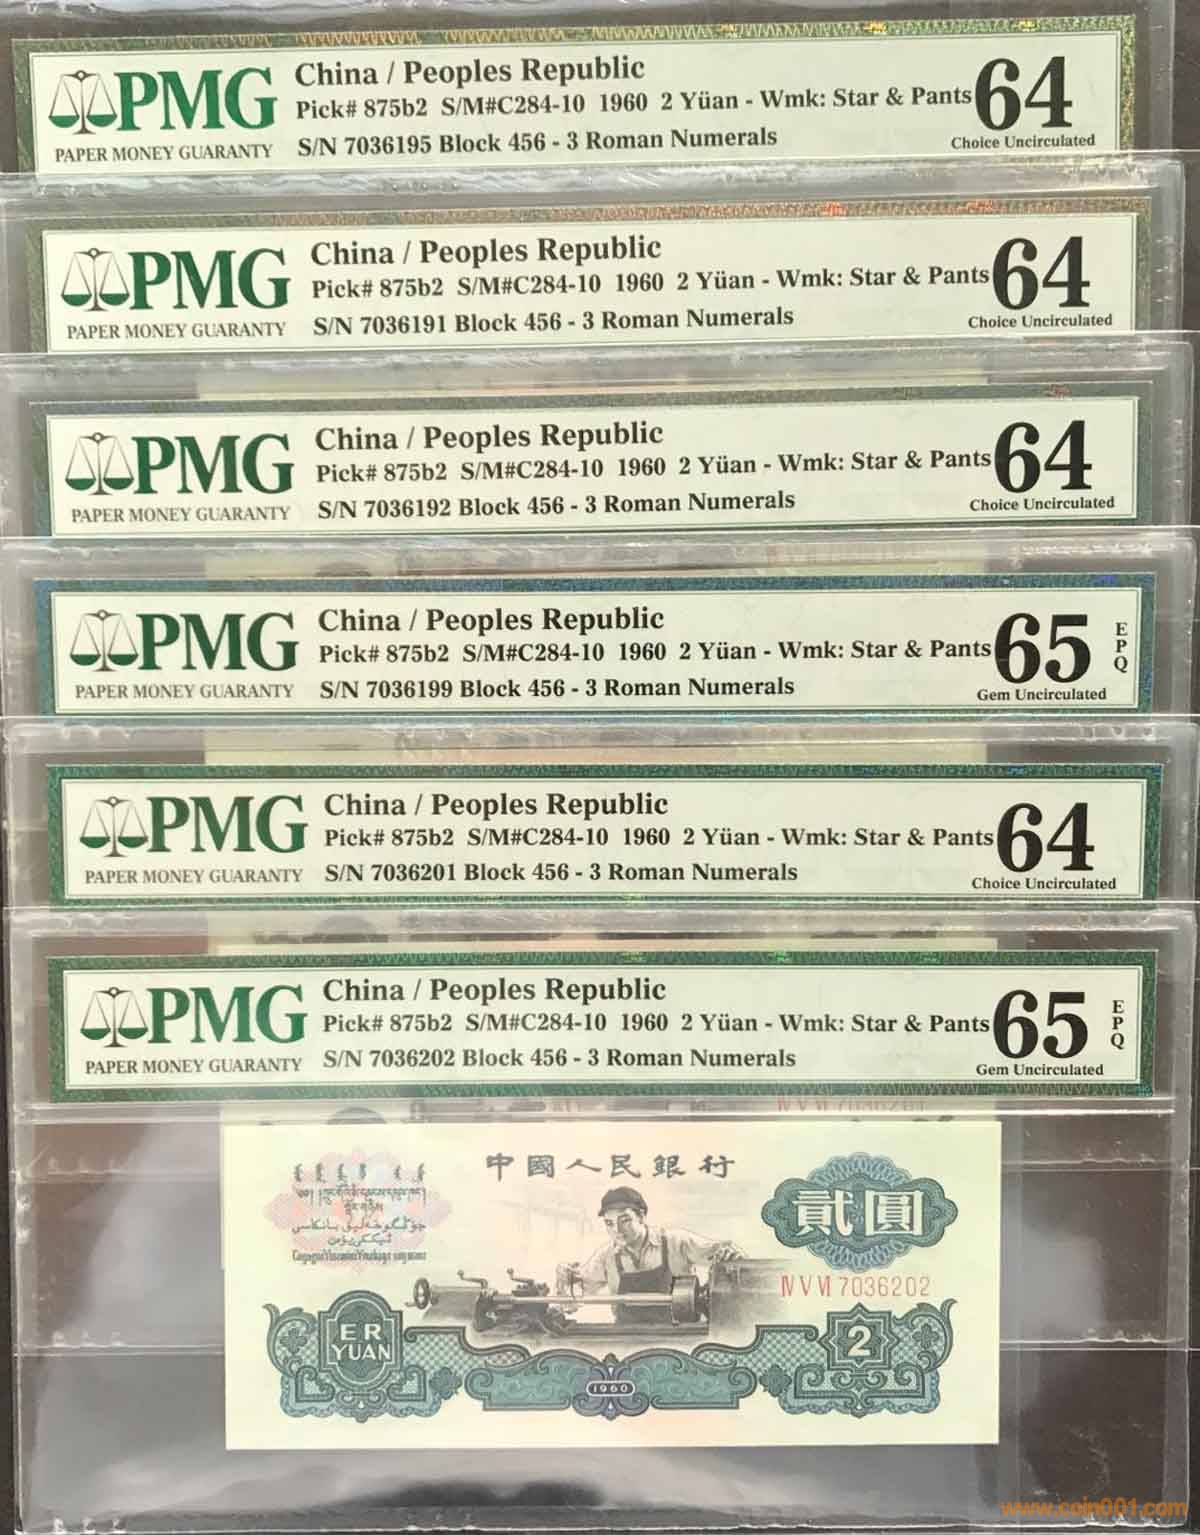 PMG
PAPER MONEY GUARANTY
China / Peoples Republic
Pick# 875b2 S/M#C284-10 1960 2 Yüan - Wmk: Star & Pants
S/N 7036195 Block 456 - 3 Roman Numerals
64
Choice Uncirculated
PMG
PAPER MONEY GUARANTY
China / Peoples Republic
Pick# 875b2 S/M#C284-10 1960 2 Yüan - Wmk: Star & Pants
S/N 7036191 Block 456 - 3 Roman Numerals
64
Choice Uncirculated
PMG
PAPER MONEY GUARANTY
China / Peoples Republic
Pick# 875b2 S/M#C284-10 1960 2 Yüan - Wmk: Star & Pants
S/N 7036192 Block 456 - 3 Roman Numerals
64
Choice Uncirculated
PMG
PAPER MONEY GUARANTY
China / Peoples Republic
Pick# 875b2 S/M#C284-10 1960 2 Yüan - Wmk: Star & Pants
S/N 7036199 Block 456 - 3 Roman Numerals
65
EPQ
Gem Uncirculated
PMG
PAPER MONEY GUARANTY
China / Peoples Republic
Pick# 875b2 S/M#C284-10 1960 2 Yüan - Wmk: Star & Pants
S/N 7036201 Block 456 - 3 Roman Numerals
64
Choice Uncirculated
PMG
PAPER MONEY GUARANTY
China / Peoples Republic
Pick# 875b2 S/M#C284-10 1960 2 Yüan - Wmk: Star & Pants
S/N 7036202 Block 456 - 3 Roman Numerals
65
EPQ
Gem Uncirculated
中國人民銀行
貳圓
IV V VI 7036202
ER
YUAN
2
1960
www.coin001.com